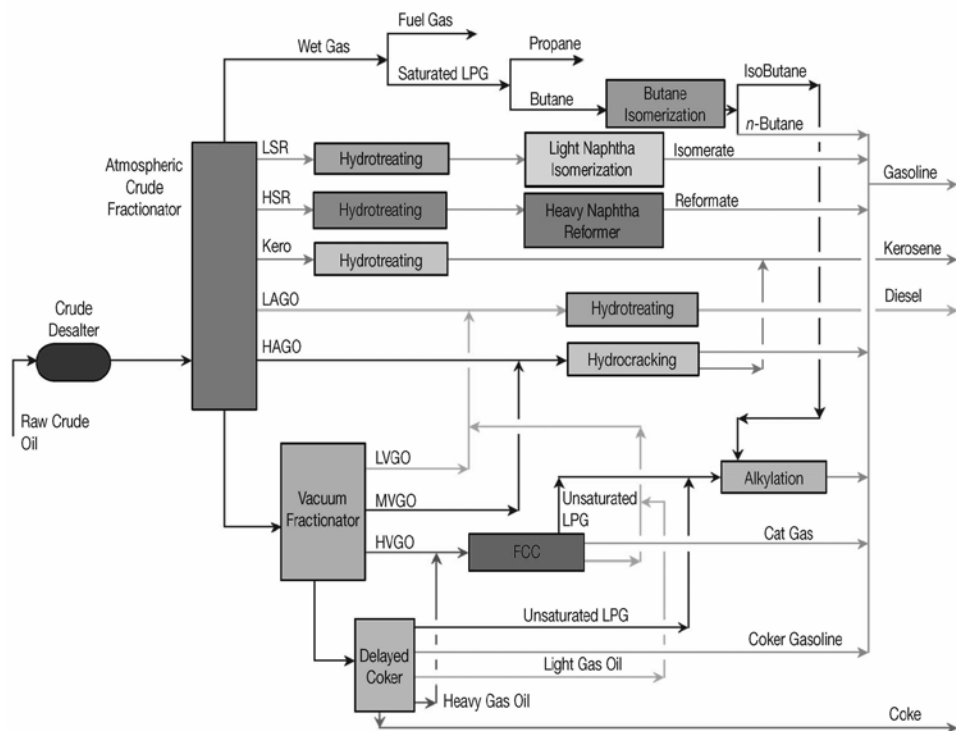 Fuel Gas
Wet Gas
Propane
Saturated LPG
IsoButane
Butane
Butane
Isomerization
n-Butane
Atmospheric
Crude
Fractionator
LSR
Hydrotreating
Light Naphtha
Isomerization
Isomerate
Gasoline
HSR
Hydrotreating
Heavy Naphtha
Reformer
Reformate
Kero
Hydrotreating
Kerosene
LAGO
Hydrotreating
Diesel
Crude
Desalter
HAGO
Hydrocracking
Raw Crude
Oil
Vacuum
Fractionator
LVGO
MVGO
HVGO
Unsaturated
LPG
Alkylation
FCC
Cat Gas
Unsaturated LPG
Delayed
Coker
Coker Gasoline
Light Gas Oil
Heavy Gas Oil
Coke